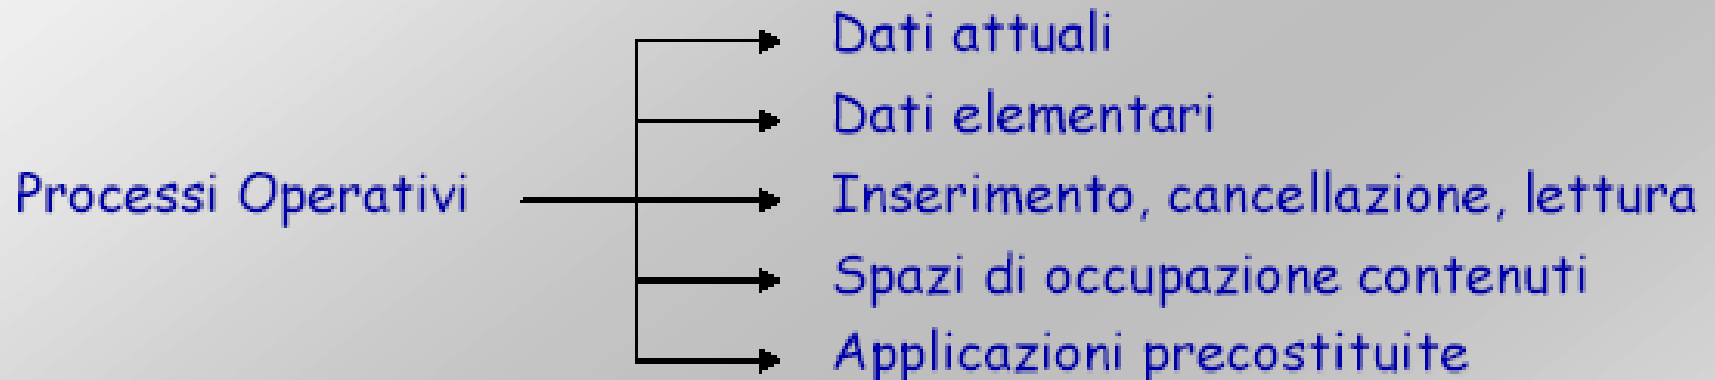 Dati attuali
Dati elementari
Processi Operativi
Inserimento, cancellazione, lettura
Spazi di occupazione contenuti
Applicazioni precostituite